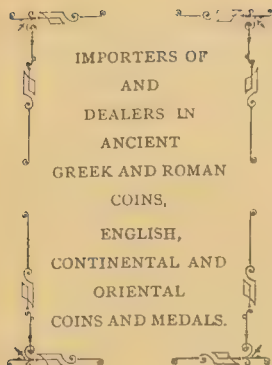 IMPORTERS OF
AND
DEALERS IN
ANCIENT
GREEK AND ROMAN
COINS,
ENGLISH,
CONTINENTAL AND
ORIENTAL
COINS AND MEDALS.